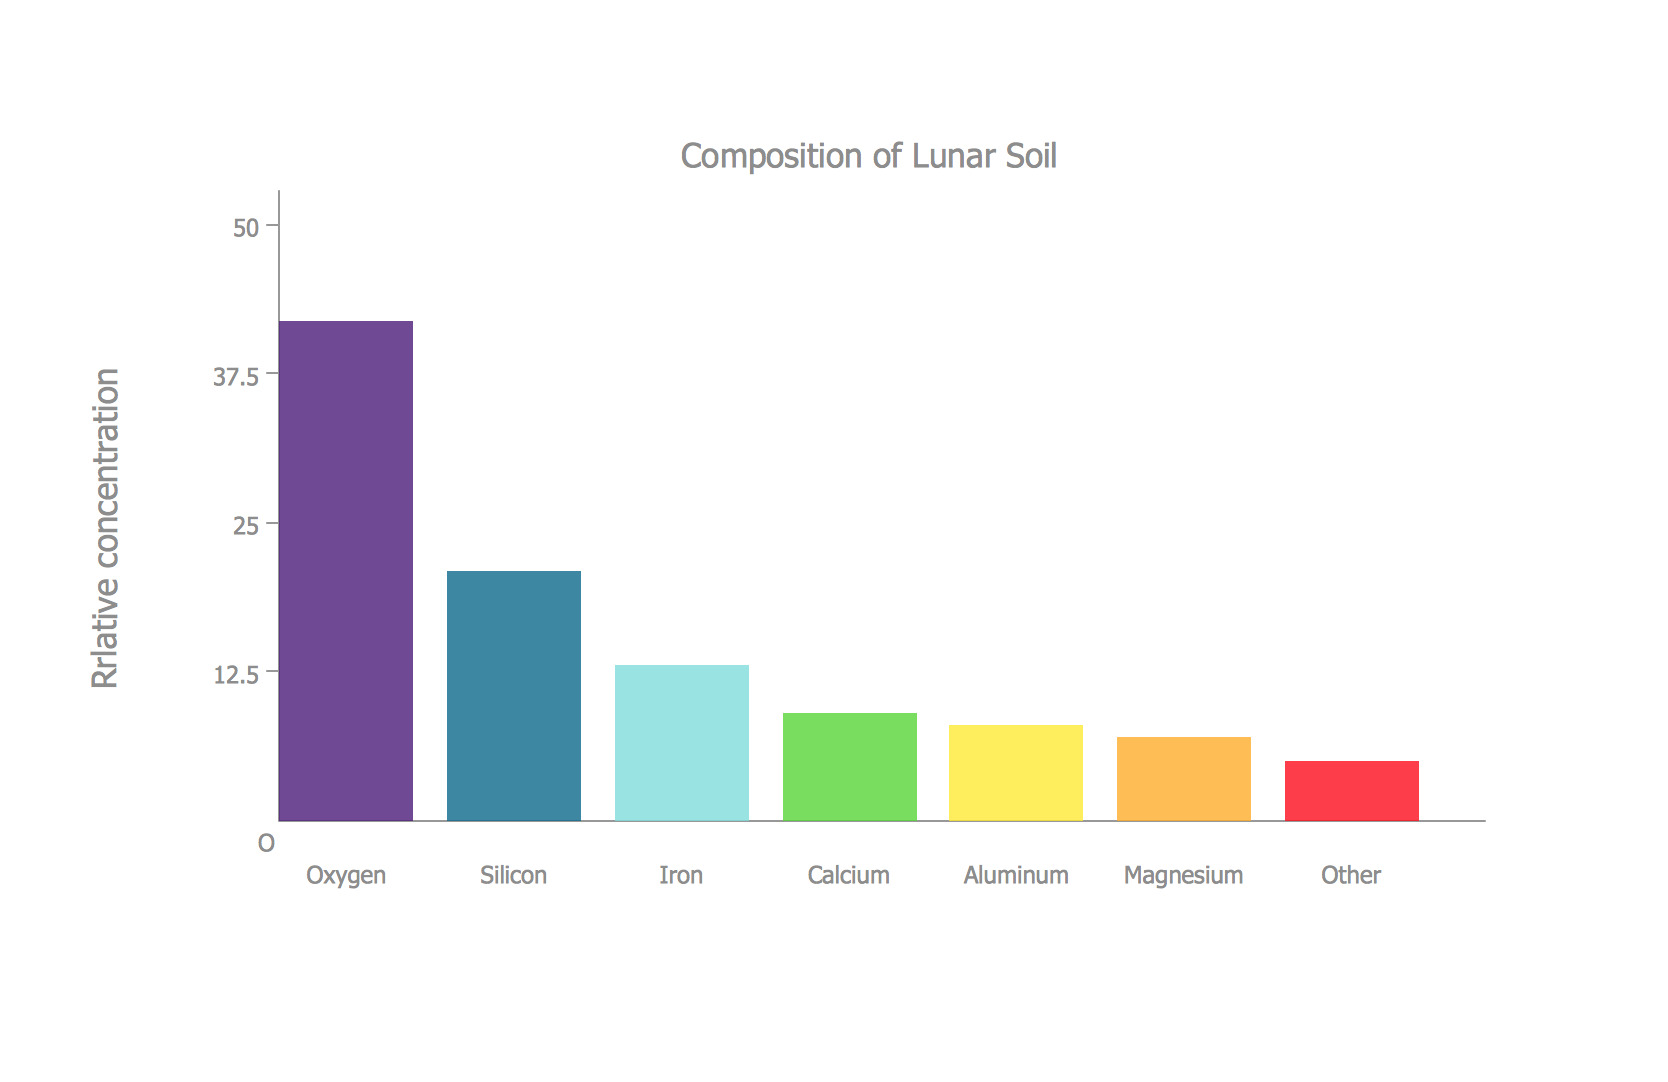 Composition of Lunar Soil
Rrlative concentration
50
37.5
25
12.5
O
Oxygen Silicon Iron Calcium Aluminum Magnesium Other